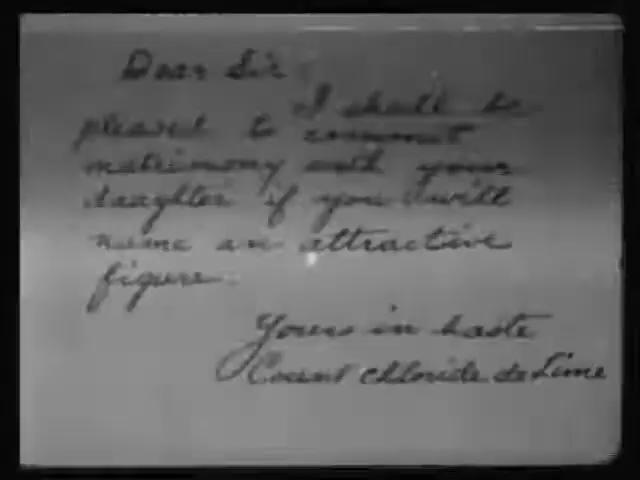 Dear Sir
I shall be
pleased to commit
matrimony with your
daughter if you will
name an attractive
figure.
Yours in haste
Count Chloride de Lime